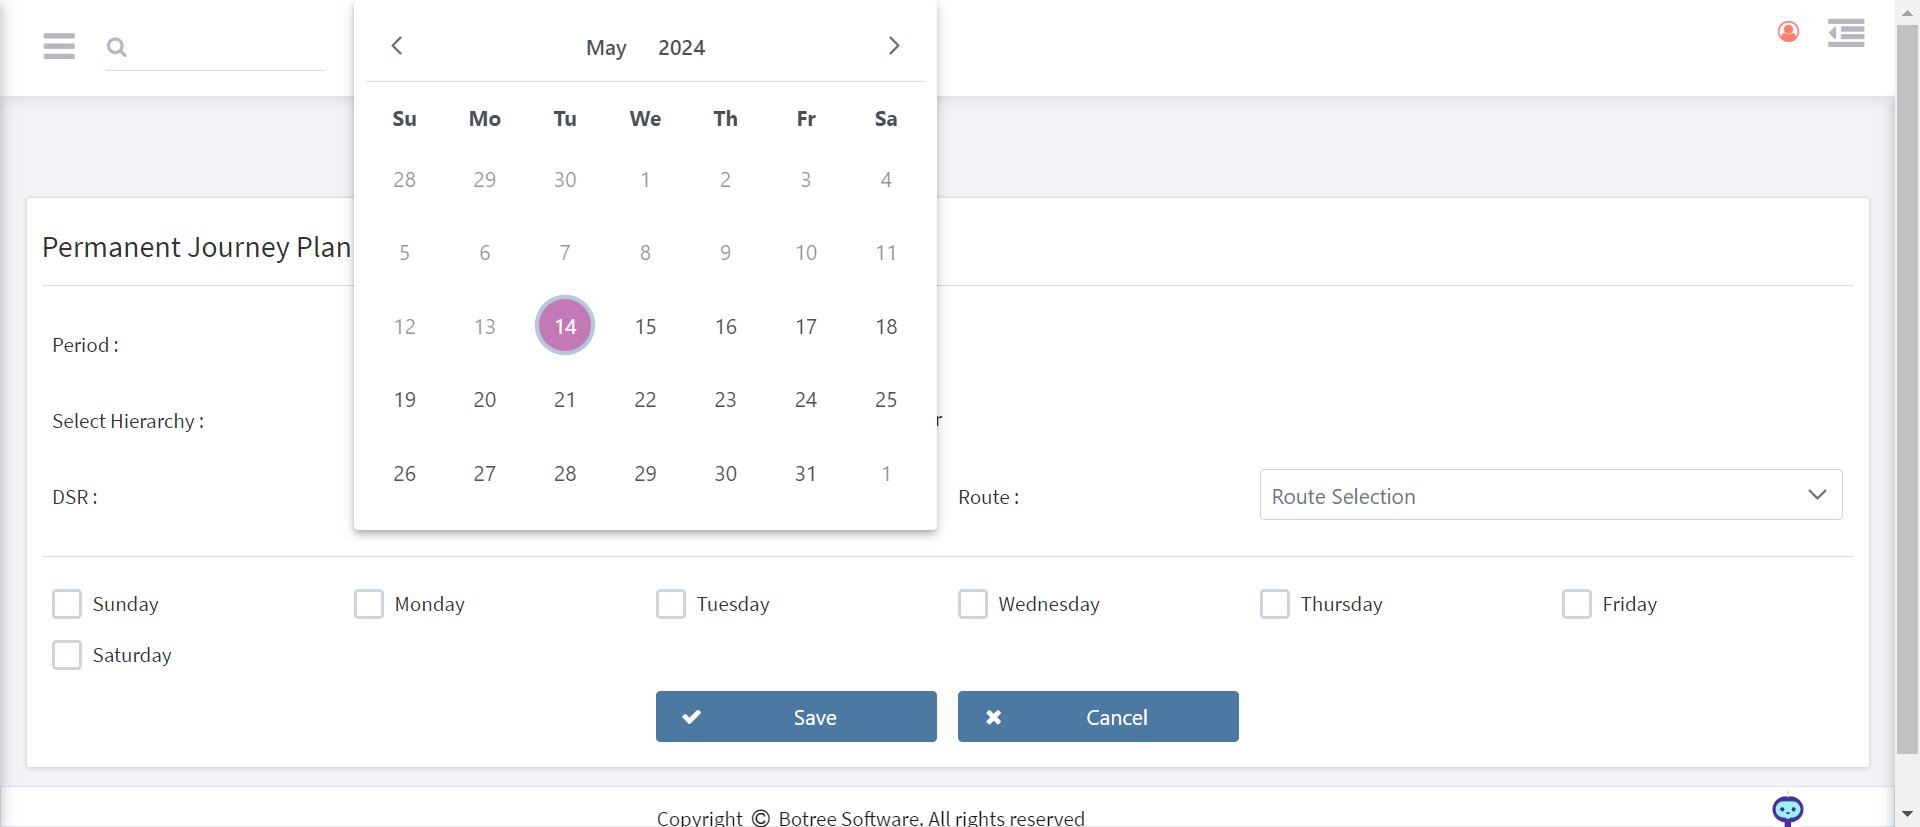 May 2024
Su Mo Tu We Th Fr Sa
28 29 30 1 2 3 4
5 6 7 8 9 10 11
12 13 14 15 16 17 18
19 20 21 22 23 24 25
26 27 28 29 30 31 1
Permanent Journey Plan
Period :
Select Hierarchy :
r
DSR :
Route :
Route Selection
Sunday
Monday
Tuesday
Wednesday
Thursday
Friday
Saturday
Save
Cancel
Copyright © Botree Software. All rights reserved